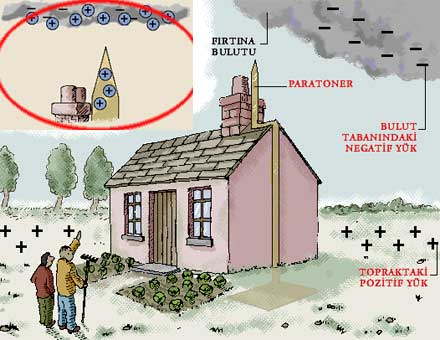 FIRTINA
BULUTU
PARATONER
BULUT
TABANINDAKİ
NEGATİF YÜK
TOPRAKTAKİ
POZİTİF YÜK